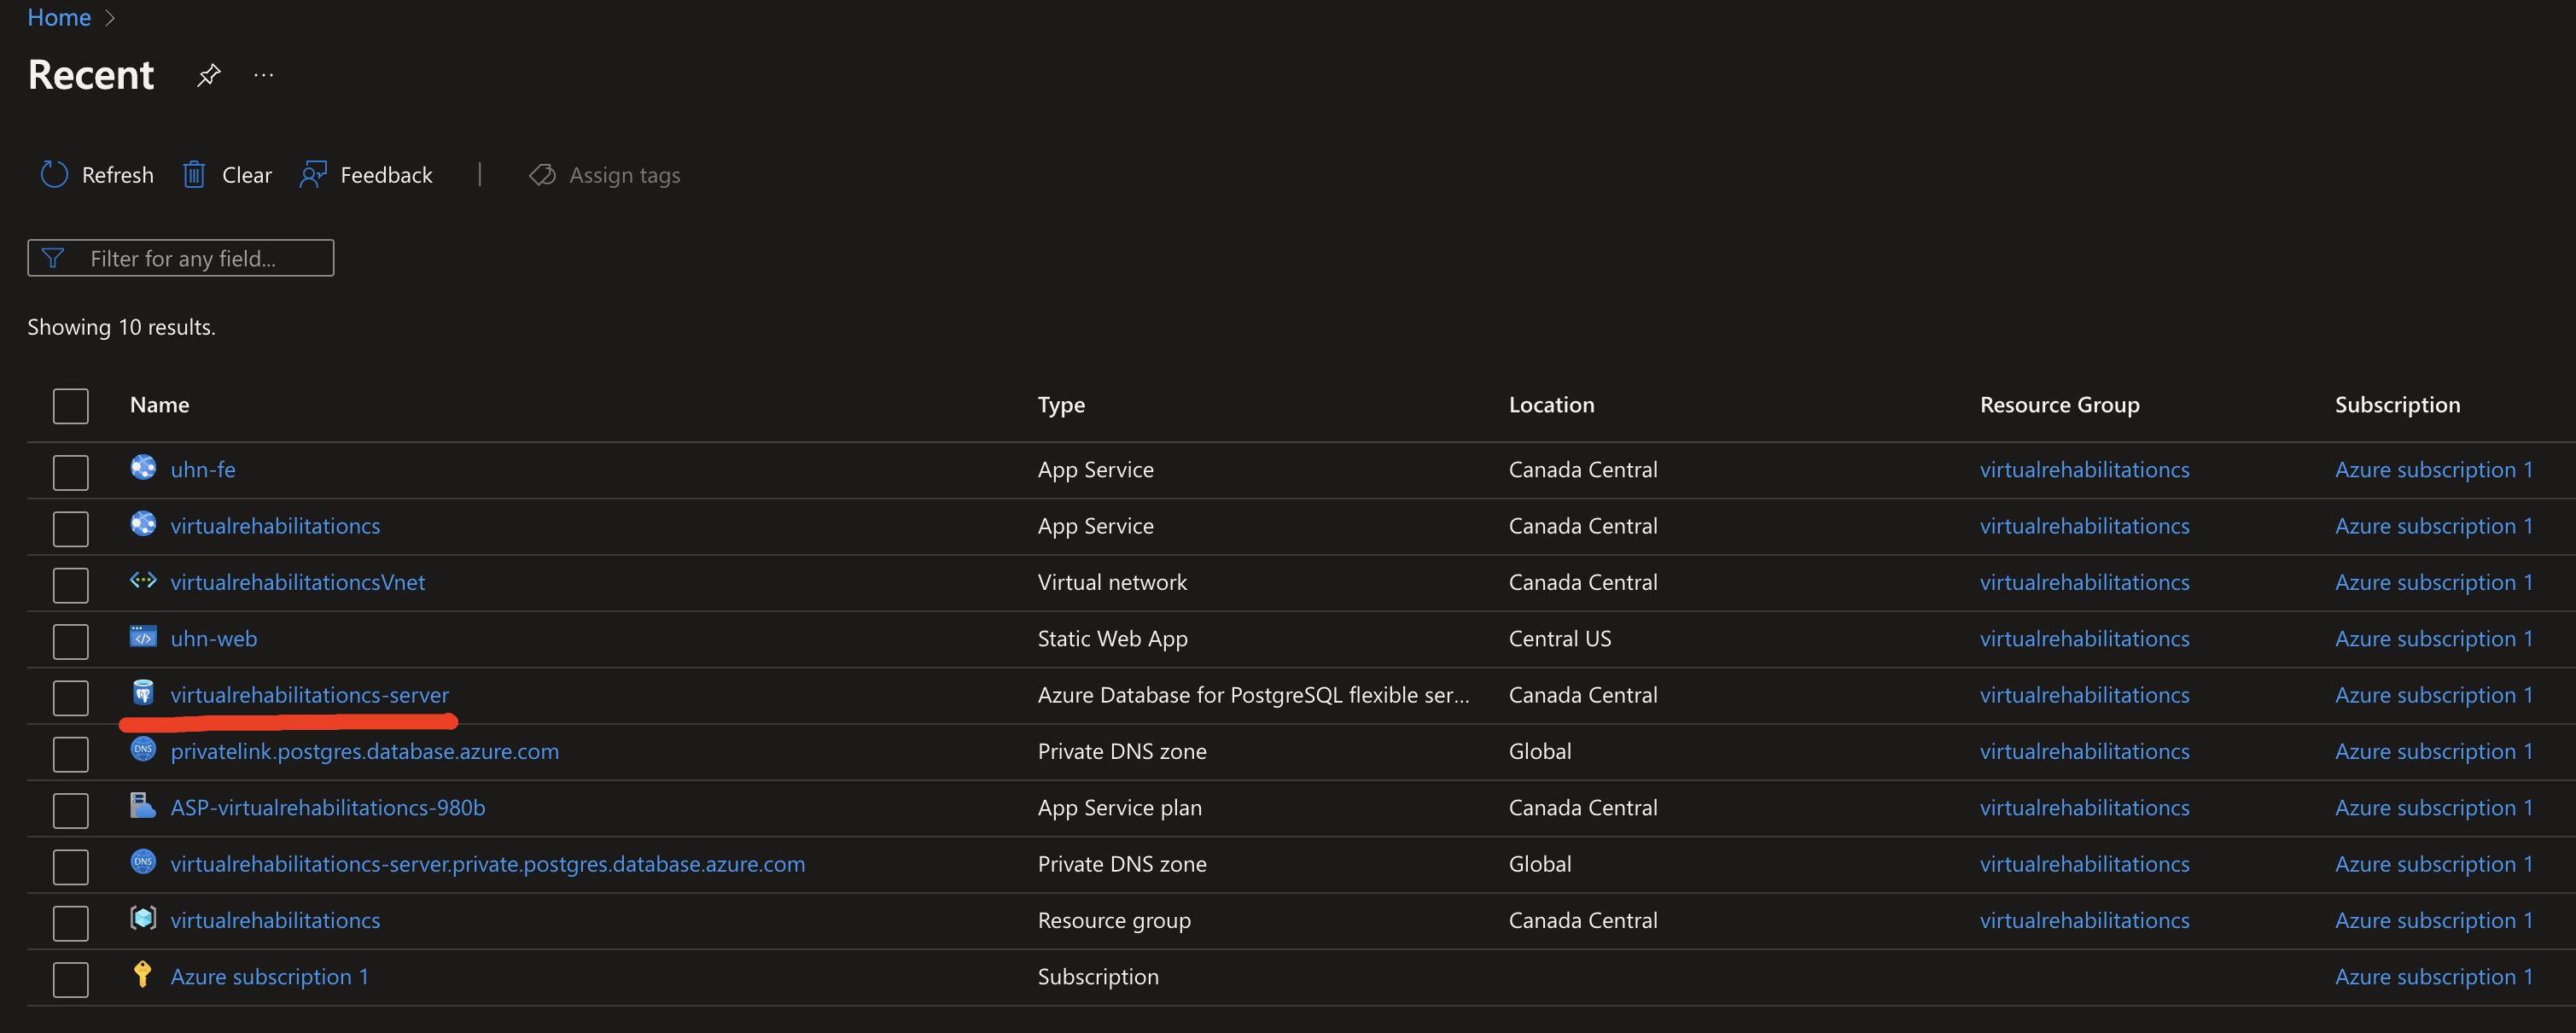 Home >
Recent ...
Refresh Clear Feedback | Assign tags
Filter for any field...
Showing 10 results.
Name Type Location Resource Group Subscription
uhn-fe App Service Canada Central virtualrehabilitationcs Azure subscription 1
virtualrehabilitationcs App Service Canada Central virtualrehabilitationcs Azure subscription 1
virtualrehabilitationcsVnet Virtual network Canada Central virtualrehabilitationcs Azure subscription 1
uhn-web Static Web App Central US virtualrehabilitationcs Azure subscription 1
virtualrehabilitationcs-server Azure Database for PostgreSQL flexible ser... Canada Central virtualrehabilitationcs Azure subscription 1
DNS privatelink.postgres.database.azure.com Private DNS zone Global virtualrehabilitationcs Azure subscription 1
ASP-virtualrehabilitationcs-980b App Service plan Canada Central virtualrehabilitationcs Azure subscription 1
DNS virtualrehabilitationcs-server.private.postgres.database.azure.com Private DNS zone Global virtualrehabilitationcs Azure subscription 1
virtualrehabilitationcs Resource group Canada Central virtualrehabilitationcs Azure subscription 1
Azure subscription 1 Subscription Azure subscription 1